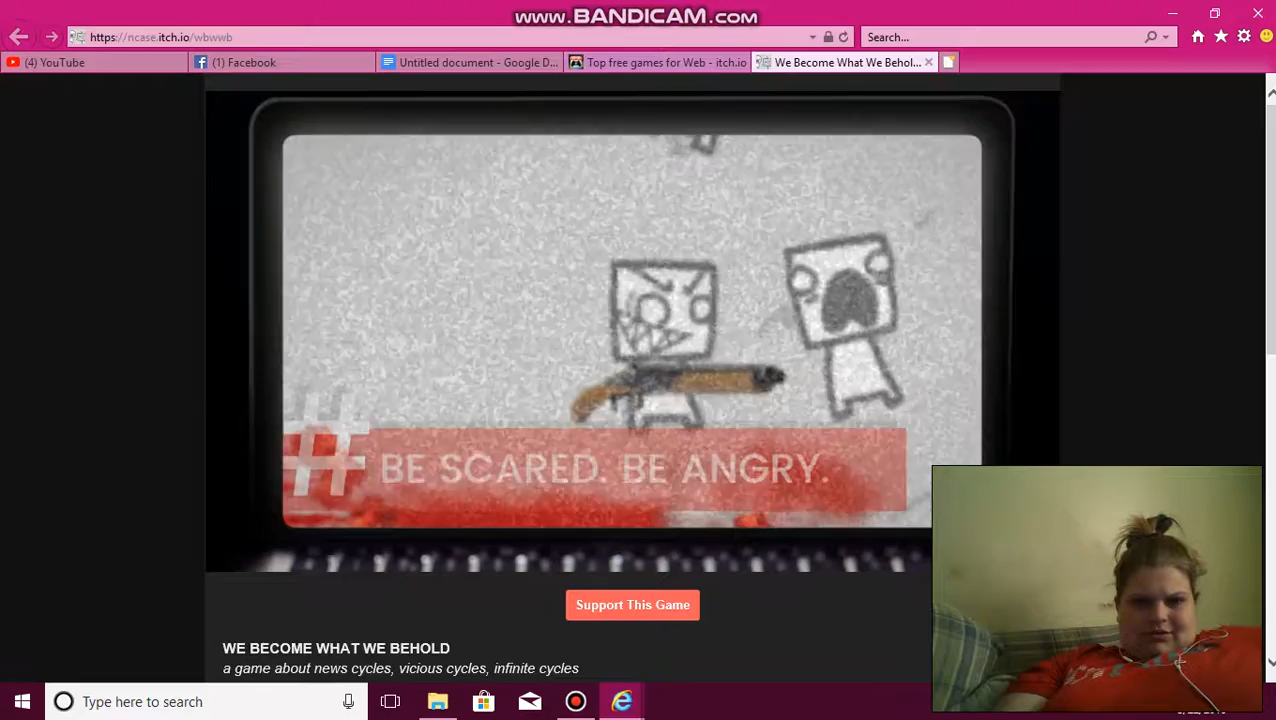 WWW.BANDICAM.COM
https://ncase.itch.io/wbwwb
Search...
(4) YouTube
(1) Facebook
Untitled document - Google D...
Top free games for Web - itch.io
We Become What We Behol...
# BE SCARED. BE ANGRY.
Support This Game
WE BECOME WHAT WE BEHOLD
a game about news cycles, vicious cycles, infinite cycles
Type here to search